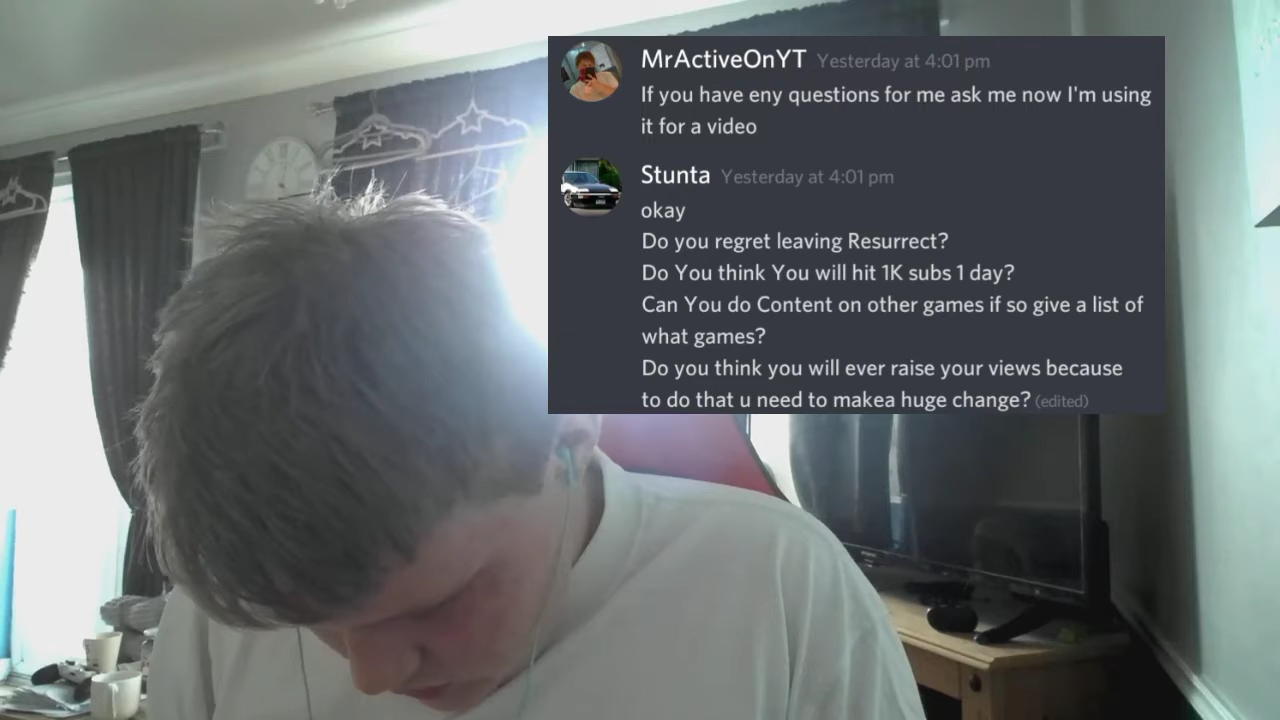 MrActiveOnYT Yesterday at 4:01 pm
If you have eny questions for me ask me now I'm using
it for a video
Stunta Yesterday at 4:01 pm
okay
Do you regret leaving Resurrect?
Do You think You will hit 1K subs 1 day?
Can You do Content on other games if so give a list of
what games?
Do you think you will ever raise your views because
to do that u need to makea huge change? (edited)